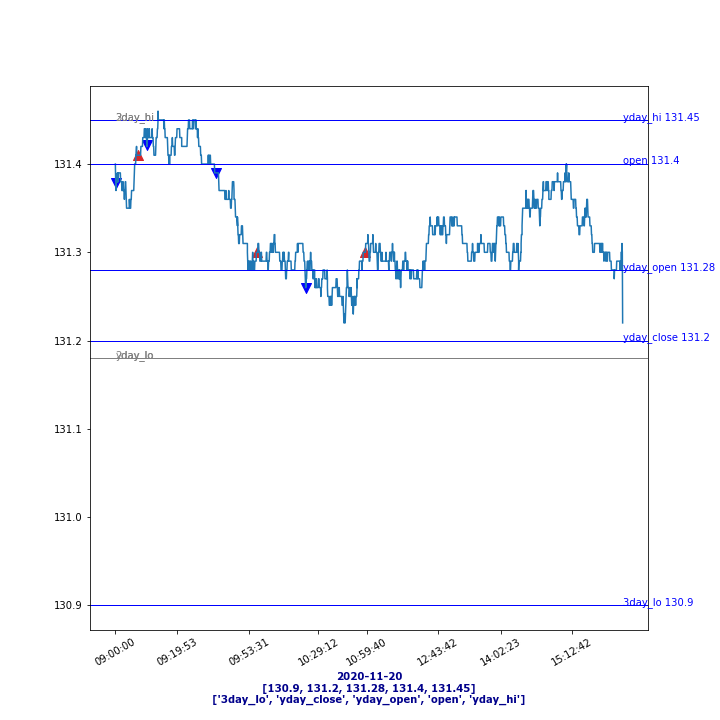 3day_hi
yday_hi 131.45
131.4
open 131.4
131.3
yday_open 131.28
131.2
yday_close 131.2
yday_lo
131.1
131.0
130.9
3day_lo 130.9
09:00:00
09:19:53
09:53:31
10:29:12
10:59:40
12:43:42
14:02:23
15:12:42
2020-11-20
[130.9, 131.2, 131.28, 131.4, 131.45]
['3day_lo', 'yday_close', 'yday_open', 'open', 'yday_hi']